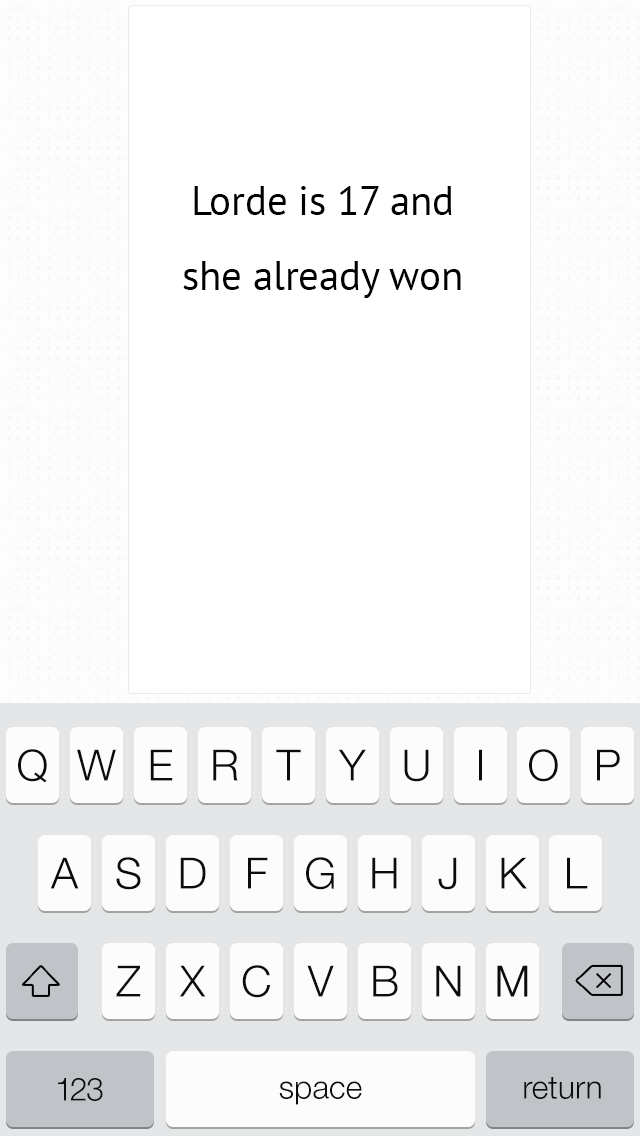 Lorde is 17 and
she already won
Q W E R T Y U I O P
A S D F G H J K L
Z X C V B N M
123 space return